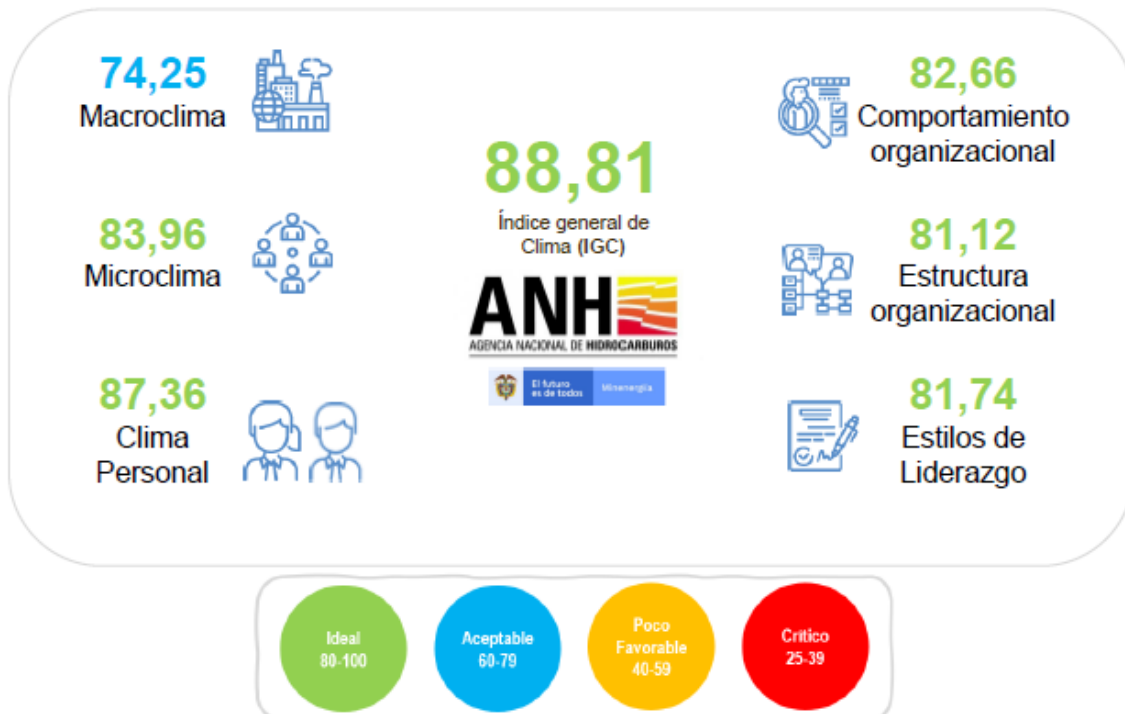 74,25
Macroclima
83,96
Microclima
87,36
Clima
Personal
88,81
Índice general de
Clima (IGC)
ANH
AGENCIA NACIONAL DE HIDROCARBUROS
El futuro
es de todos
Minenergía
82,66
Comportamiento
organizacional
81,12
Estructura
organizacional
81,74
Estilos de
Liderazgo
Ideal
80-100
Aceptable
60-79
Poco
Favorable
40-59
Crítico
25-39